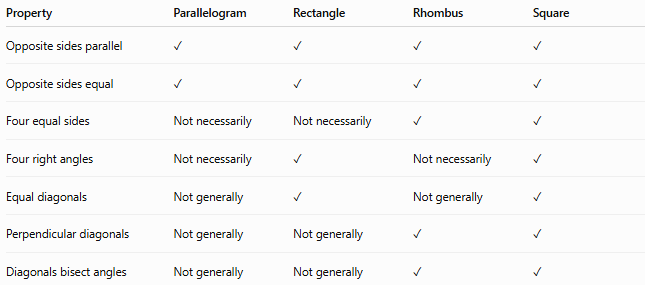 Property Parallelogram Rectangle Rhombus Square
Opposite sides parallel ✓ ✓ ✓ ✓
Opposite sides equal ✓ ✓ ✓ ✓
Four equal sides Not necessarily Not necessarily ✓ ✓
Four right angles Not necessarily ✓ Not necessarily ✓
Equal diagonals Not generally ✓ Not generally ✓
Perpendicular diagonals Not generally Not generally ✓ ✓
Diagonals bisect angles Not generally Not generally ✓ ✓